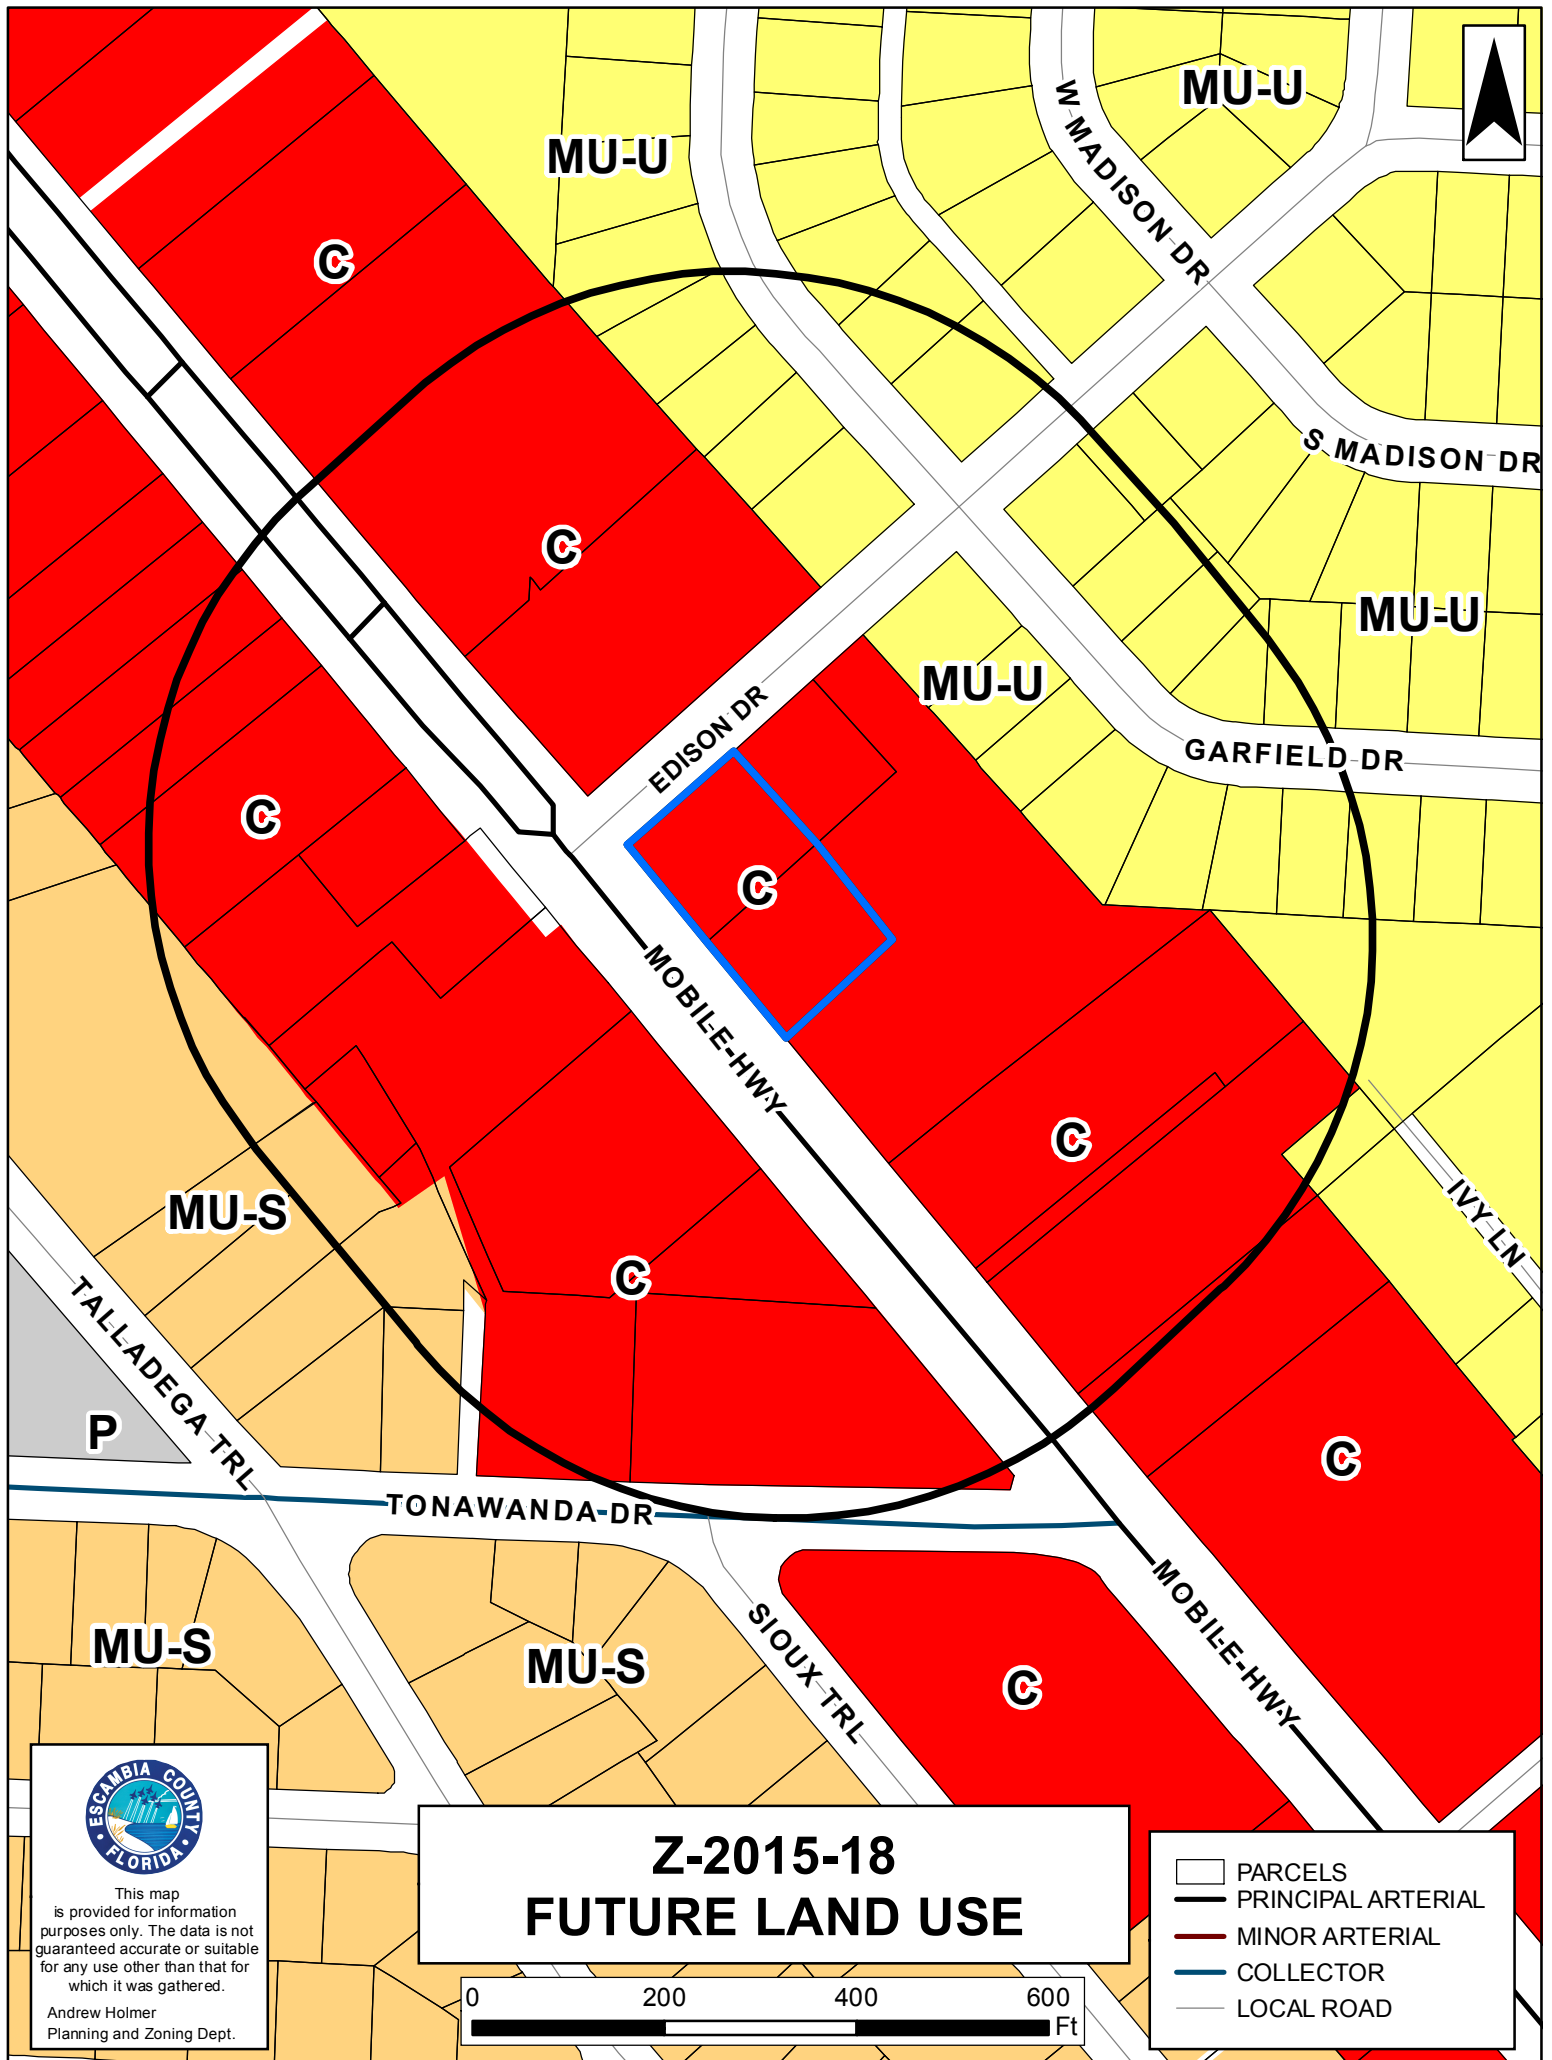 MU-U
W MADISON DR
MU-U
C
S MADISON DR
C
MU-U
MU-U
EDISON DR
GARFIELD DR
C
C
MOBILE HWY
C
IVY LN
MU-S
C
TALLADEGA TRL
P
C
TONAWANDA DR
MOBILE HWY
SIOUX TRL
MU-S
MU-S
C
ESCAMBIA COUNTY
FLORIDA
This map
is provided for information
purposes only. The data is not
guaranteed accurate or suitable
for any use other than that for
which it was gathered.
Andrew Holmer
Planning and Zoning Dept.
Z-2015-18
FUTURE LAND USE
0 200 400 600
Ft
PARCELS
PRINCIPAL ARTERIAL
MINOR ARTERIAL
COLLECTOR
LOCAL ROAD